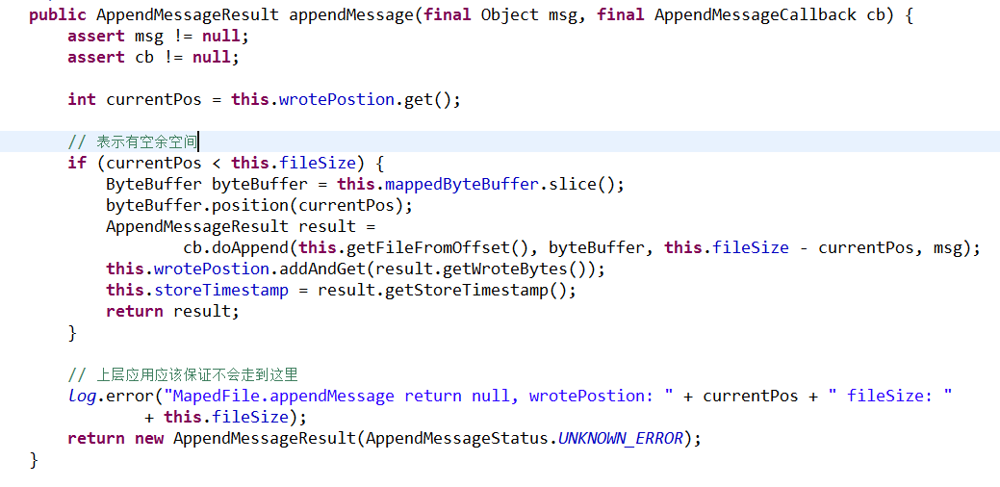 public AppendMessageResult appendMessage(final Object msg, final AppendMessageCallback cb) {
assert msg != null;
assert cb != null;
int currentPos = this.wrotePostion.get();
// 表示有空余空间
if (currentPos < this.fileSize) {
ByteBuffer byteBuffer = this.mappedByteBuffer.slice();
byteBuffer.position(currentPos);
AppendMessageResult result =
cb.doAppend(this.getFileFromOffset(), byteBuffer, this.fileSize - currentPos, msg);
this.wrotePostion.addAndGet(result.getWroteBytes());
this.storeTimestamp = result.getStoreTimestamp();
return result;
}
// 上层应用应该保证不会走到这里
log.error("MapedFile.appendMessage return null, wrotePostion: " + currentPos + " fileSize: "
+ this.fileSize);
return new AppendMessageResult(AppendMessageStatus.UNKNOWN_ERROR);
}